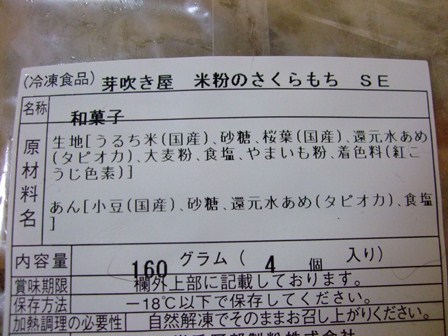 (冷凍食品) 芽吹き屋 米粉のさくらもち SE
名称 和菓子
原材料名
生地[うるち米(国産)、砂糖、桜葉(国産)、還元水あめ
(タピオカ)、大麦粉、食塩、やまいも粉、着色料(紅こ
うじ色素)]
あん[小豆(国産)、砂糖、還元水あめ(タピオカ)、食塩
]
内容量 160 グラム( 4 個 入り)
賞味期限 欄外上部に記載しております。
保存方法 −18℃以下で保存してください。
加熱調理の必要性 自然解凍でそのままお召し上がりください。